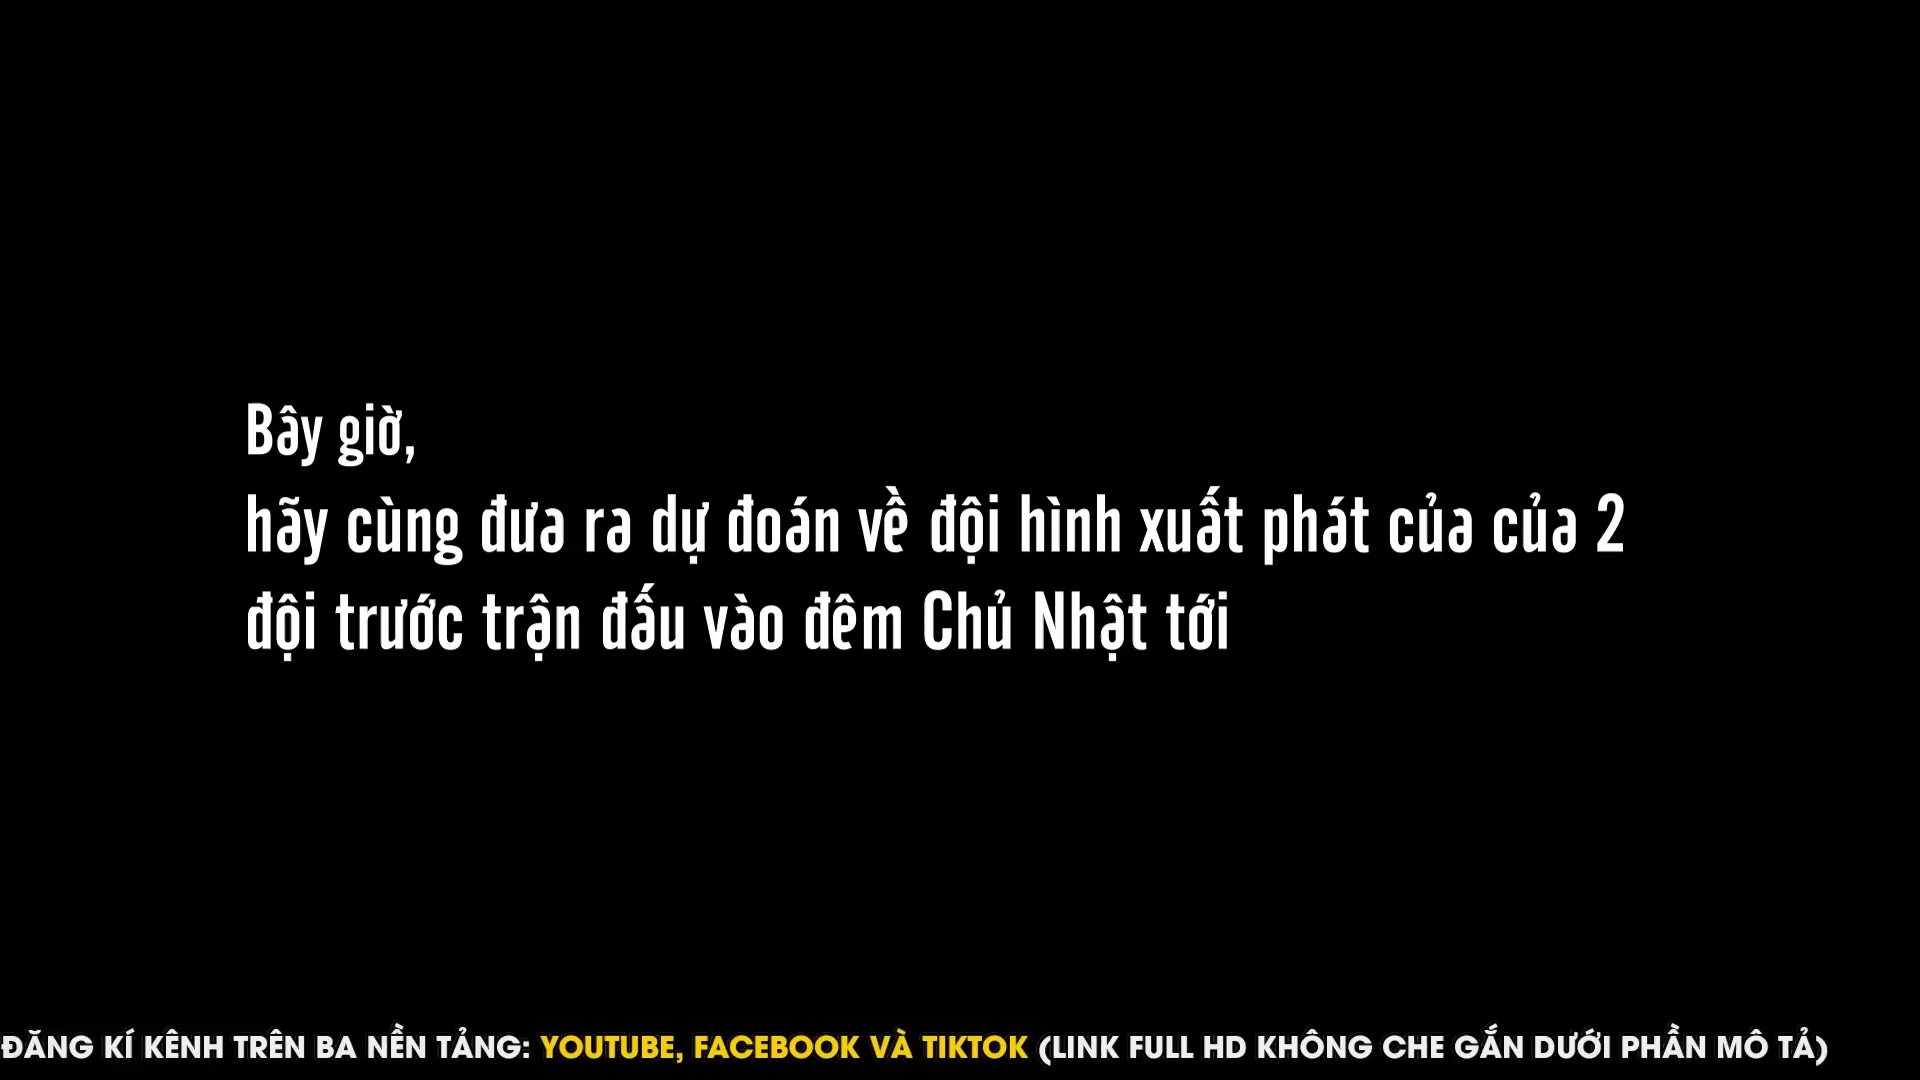 Bây giờ,
hãy cùng đưa ra dự đoán về đội hình xuất phát của của 2
đội trước trận đấu vào đêm Chủ Nhật tới
ĐĂNG KÍ KÊNH TRÊN BA NỀN TẢNG: YOUTUBE, FACEBOOK VÀ TIKTOK (LINK FULL HD KHÔNG CHE GẮN DƯỚI PHẦN MÔ TẢ)